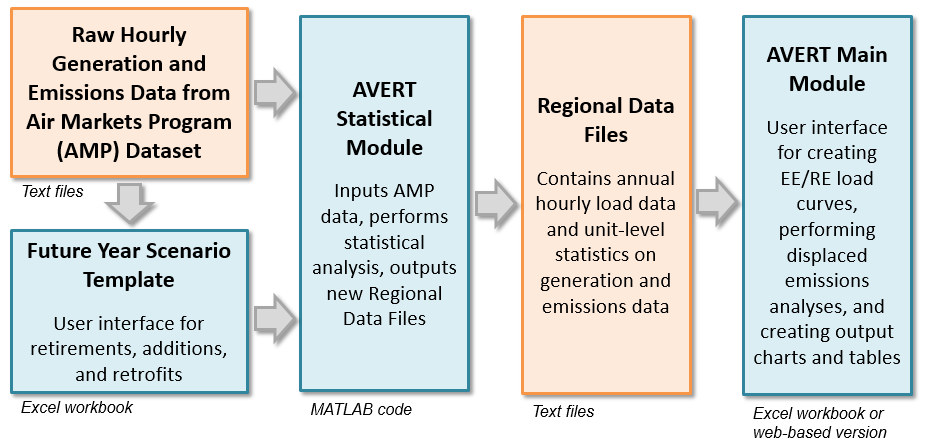 Raw Hourly
Generation and
Emissions Data from
Air Markets Program
(AMP) Dataset
Text files
Future Year Scenario
Template
User interface for
retirements, additions,
and retrofits
Excel workbook
AVERT
Statistical
Module
Inputs AMP
data, performs
statistical
analysis, outputs
new Regional
Data Files
MATLAB code
Regional Data
Files
Contains annual
hourly load data
and unit-level
statistics on
generation and
emissions data
Text files
AVERT Main
Module
User interface
for creating
EE/RE load
curves,
performing
displaced
emissions
analyses, and
creating output
charts and tables
Excel workbook or
web-based version